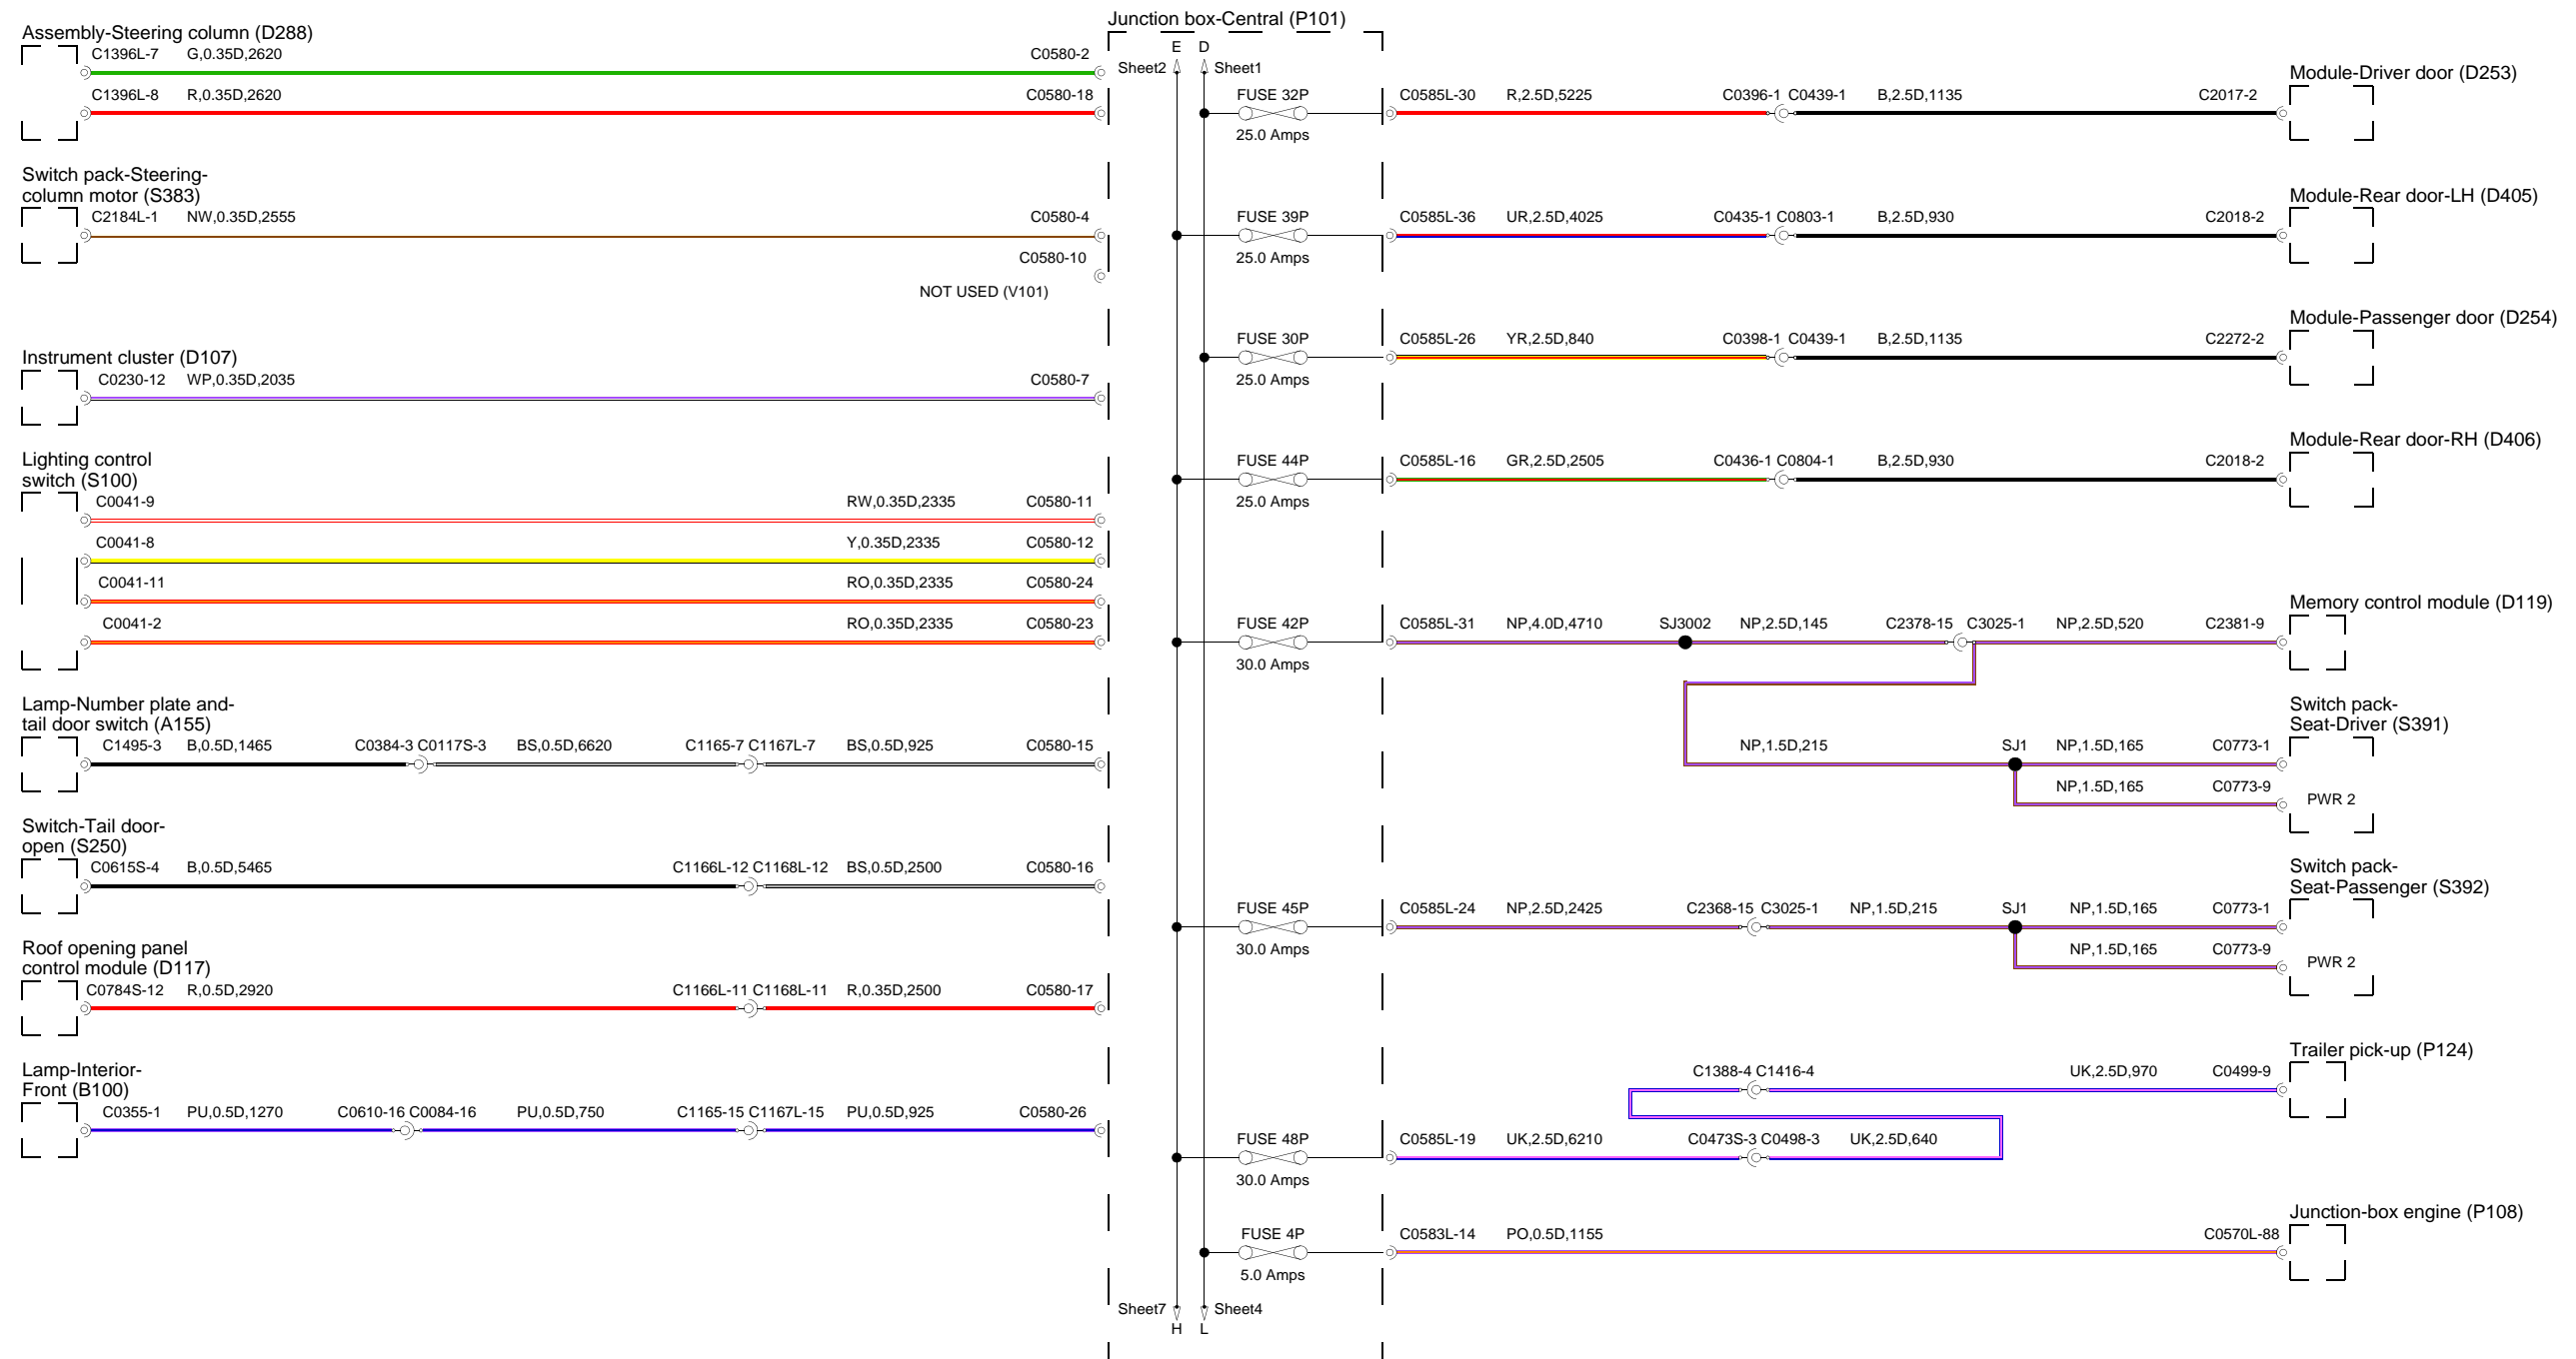 Junction box-Central (P101)
E D
Sheet2 Sheet1
Assembly-Steering column (D288)
C1396L-7 G,0.35D,2620 C0580-2
C1396L-8 R,0.35D,2620 C0580-18
Switch pack-Steering-
column motor (S383)
C2184L-1 NW,0.35D,2555 C0580-4
C0580-10
NOT USED (V101)
Instrument cluster (D107)
C0230-12 WP,0.35D,2035 C0580-7
Lighting control
switch (S100)
C0041-9 RW,0.35D,2335 C0580-11
C0041-8 Y,0.35D,2335 C0580-12
C0041-11 RO,0.35D,2335 C0580-24
C0041-2 RO,0.35D,2335 C0580-23
Lamp-Number plate and-
tail door switch (A155)
C1495-3 B,0.5D,1465 C0384-3 C0117S-3 BS,0.5D,6620 C1165-7 C1167L-7 BS,0.5D,925 C0580-15
Switch-Tail door-
open (S250)
C0615S-4 B,0.5D,5465 C1166L-12 C1168L-12 BS,0.5D,2500 C0580-16
Roof opening panel
control module (D117)
C0784S-12 R,0.5D,2920 C1166L-11 C1168L-11 R,0.35D,2500 C0580-17
Lamp-Interior-
Front (B100)
C0355-1 PU,0.5D,1270 C0610-16 C0084-16 PU,0.5D,750 C1165-15 C1167L-15 PU,0.5D,925 C0580-26
Module-Driver door (D253)
FUSE 32P C0585L-30 R,2.5D,5225 C0396-1 C0439-1 B,2.5D,1135 C2017-2
25.0 Amps
Module-Rear door-LH (D405)
FUSE 39P C0585L-36 UR,2.5D,4025 C0435-1 C0803-1 B,2.5D,930 C2018-2
25.0 Amps
Module-Passenger door (D254)
FUSE 30P C0585L-26 YR,2.5D,840 C0398-1 C0439-1 B,2.5D,1135 C2272-2
25.0 Amps
Module-Rear door-RH (D406)
FUSE 44P C0585L-16 GR,2.5D,2505 C0436-1 C0804-1 B,2.5D,930 C2018-2
25.0 Amps
Memory control module (D119)
FUSE 42P C0585L-31 NP,4.0D,4710 SJ3002 NP,2.5D,145 C2378-15 C3025-1 NP,2.5D,520 C2381-9
30.0 Amps
Switch pack-
Seat-Driver (S391)
NP,1.5D,215 SJ1 NP,1.5D,165 C0773-1
NP,1.5D,165 C0773-9 PWR 2
Switch pack-
Seat-Passenger (S392)
FUSE 45P C0585L-24 NP,2.5D,2425 C2368-15 C3025-1 NP,1.5D,215 SJ1 NP,1.5D,165 C0773-1
30.0 Amps NP,1.5D,165 C0773-9 PWR 2
Trailer pick-up (P124)
C1388-4 C1416-4 UK,2.5D,970 C0499-9
FUSE 48P C0585L-19 UK,2.5D,6210 C0473S-3 C0498-3 UK,2.5D,640
30.0 Amps
Junction-box engine (P108)
FUSE 4P C0583L-14 PO,0.5D,1155 C0570L-88
5.0 Amps
Sheet7 Sheet4
H L